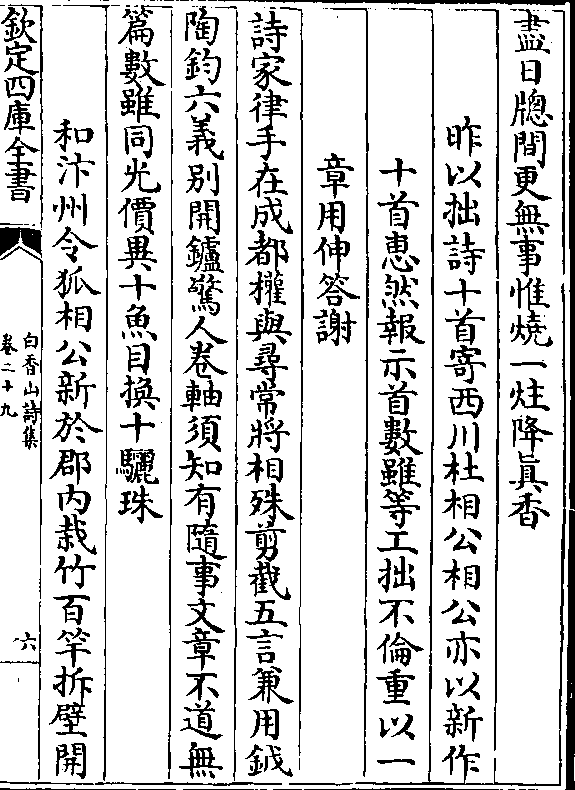 盡日牕間更無事惟燒一炷降真香
昨以拙詩十首寄西川杜相公相公亦以新作
十首惠然報示首數雖等工拙不倫重以一
章用伸答謝
詩家律手在成都權與尋常將相殊剪截五言兼用鉞
陶鈞六義別開鑪驚人卷軸須知有隨事文章不道無
篇數雖同光價異十魚目換十驪珠
和汴州令狐相公新於郡內栽竹百竿拆壁開
欽定四庫全書
白香山詩集
卷二十九
六